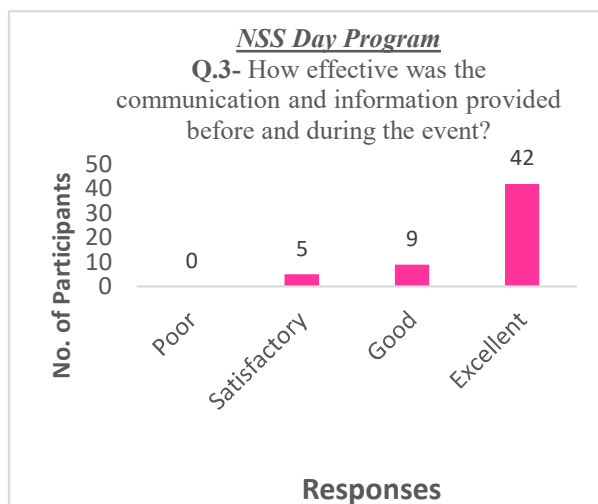 NSS Day Program
Q.3- How effective was the
communication and information provided
before and during the event?
No. of Participants
50
40
30
20
10
0
0
5
9
42
Poor
Satisfactory
Good
Excellent
Responses